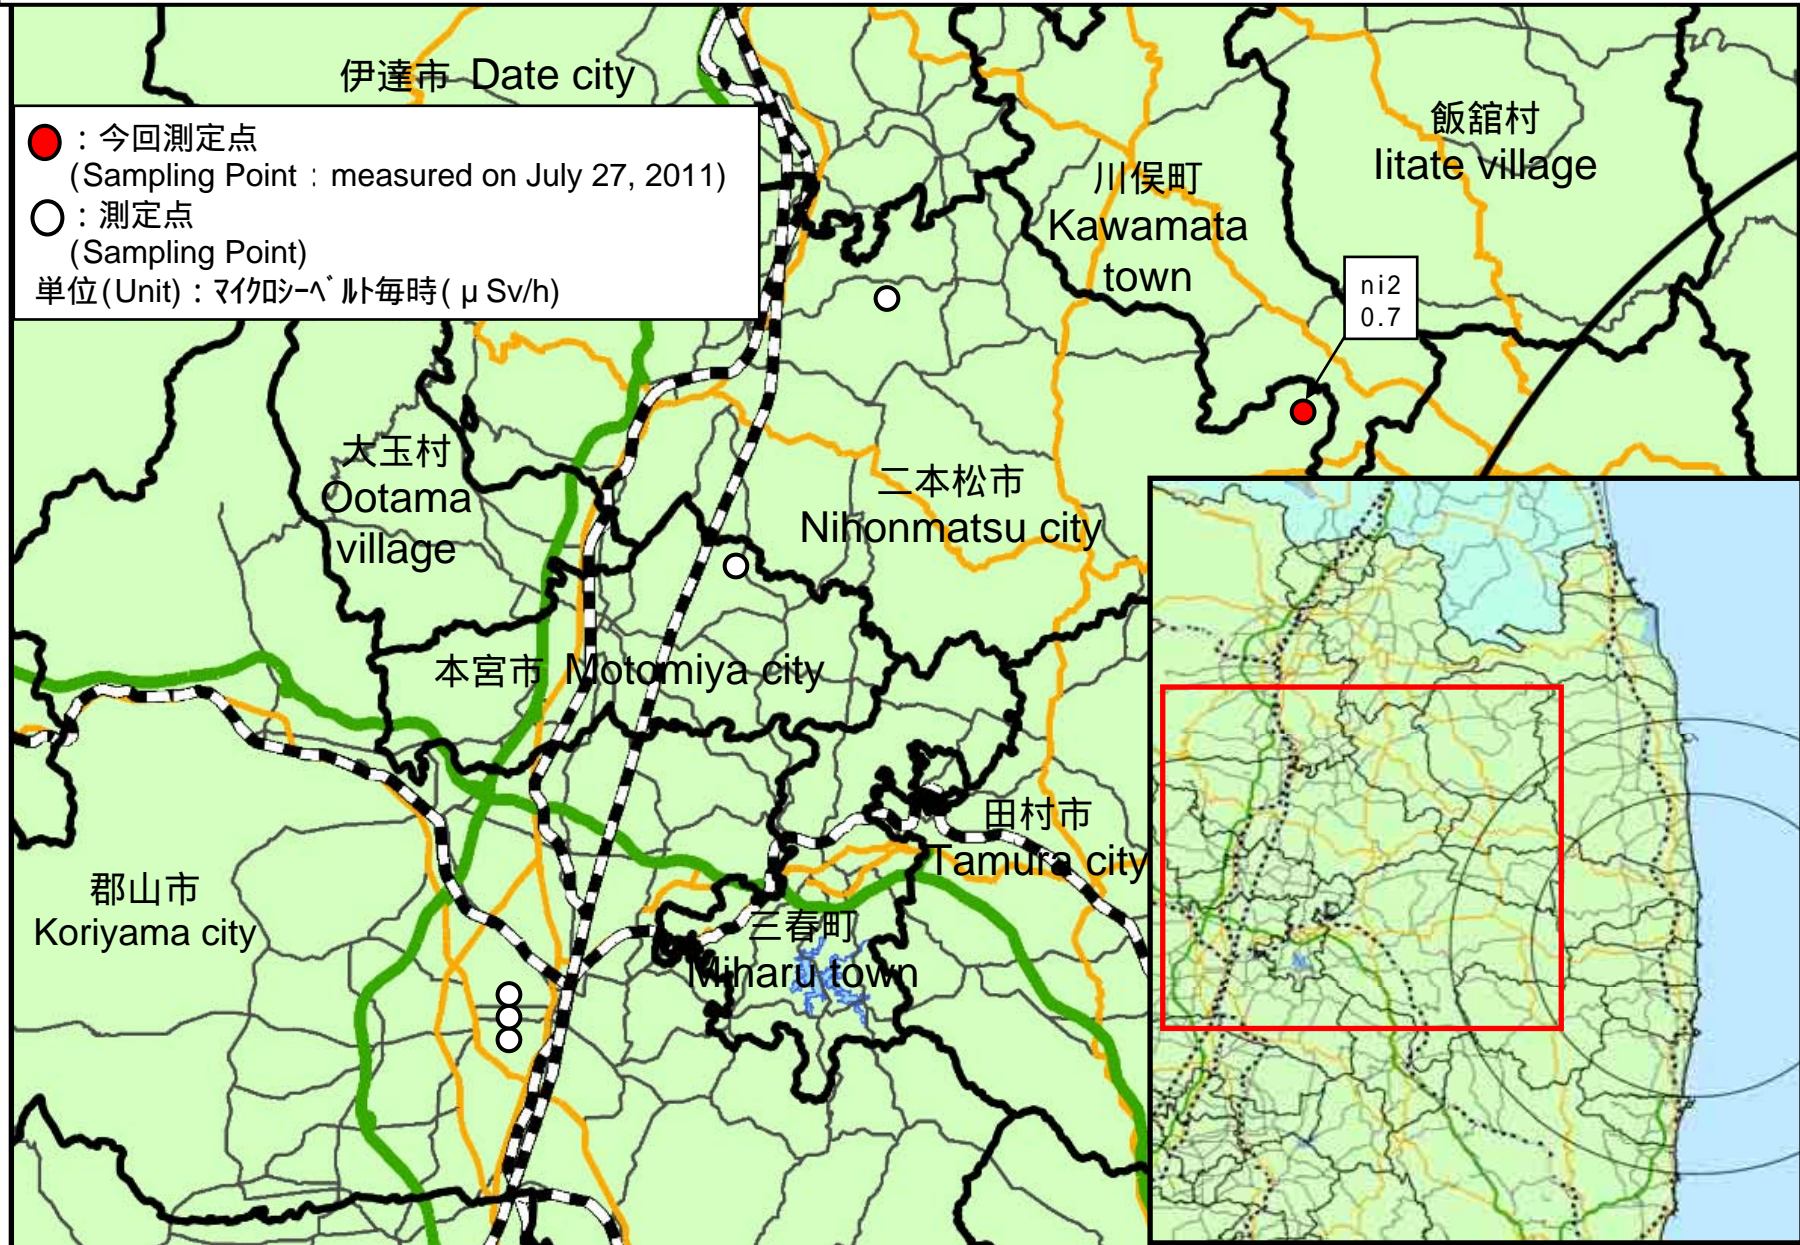 伊達市 Date city
：今回測定点
(Sampling Point : measured on July 27, 2011)
：測定点
(Sampling Point)
単位(Unit)：ﾏｲｸﾛｼｰﾍﾞﾙﾄ毎時( μ Sv/h)
飯舘村
Iitate village
川俣町
Kawamata
town
ni2
0.7
大玉村
Ootama
village
二本松市
Nihonmatsu city
本宮市 Motomiya city
田村市
Tamura city
郡山市
Koriyama city
三春町
Miharu town